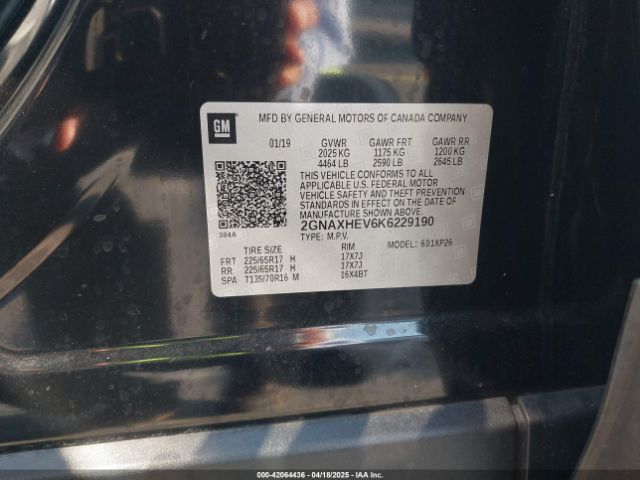 GM
MFD BY GENERAL MOTORS OF CANADA COMPANY
01/19 GVWR GAWR FRT GAWR RR
2025 KG 1175 KG 1200 KG
4464 LB 2590 LB 2645 LB
THIS VEHICLE CONFORMS TO ALL
APPLICABLE U.S. FEDERAL MOTOR
VEHICLE SAFETY AND THEFT PREVENTION
STANDARDS IN EFFECT ON THE DATE OF
MANUFACTURE SHOWN ABOVE.
2GNAXHEV6K6229190
384A TYPE: M.P.V. MODEL: 601XP26
TIRE SIZE RIM
FRT 225/65R17 H 17X7J
RR 225/65R17 H 17X7J
SPA T135/70R16 M 16X4BT
000-42064436 - 04/18/2025 - IAAI.COM